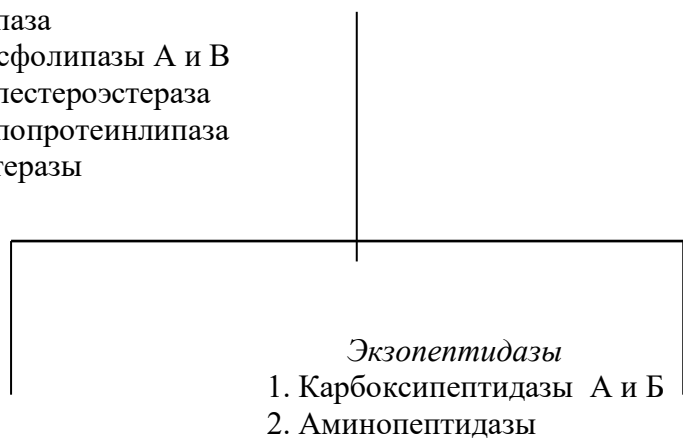 паза
сфолипазы А и В
лестероэстераза
попротеинлипаза
теразы
Экзопептидазы
1. Карбоксипептидазы А и Б
2. Аминопептидазы